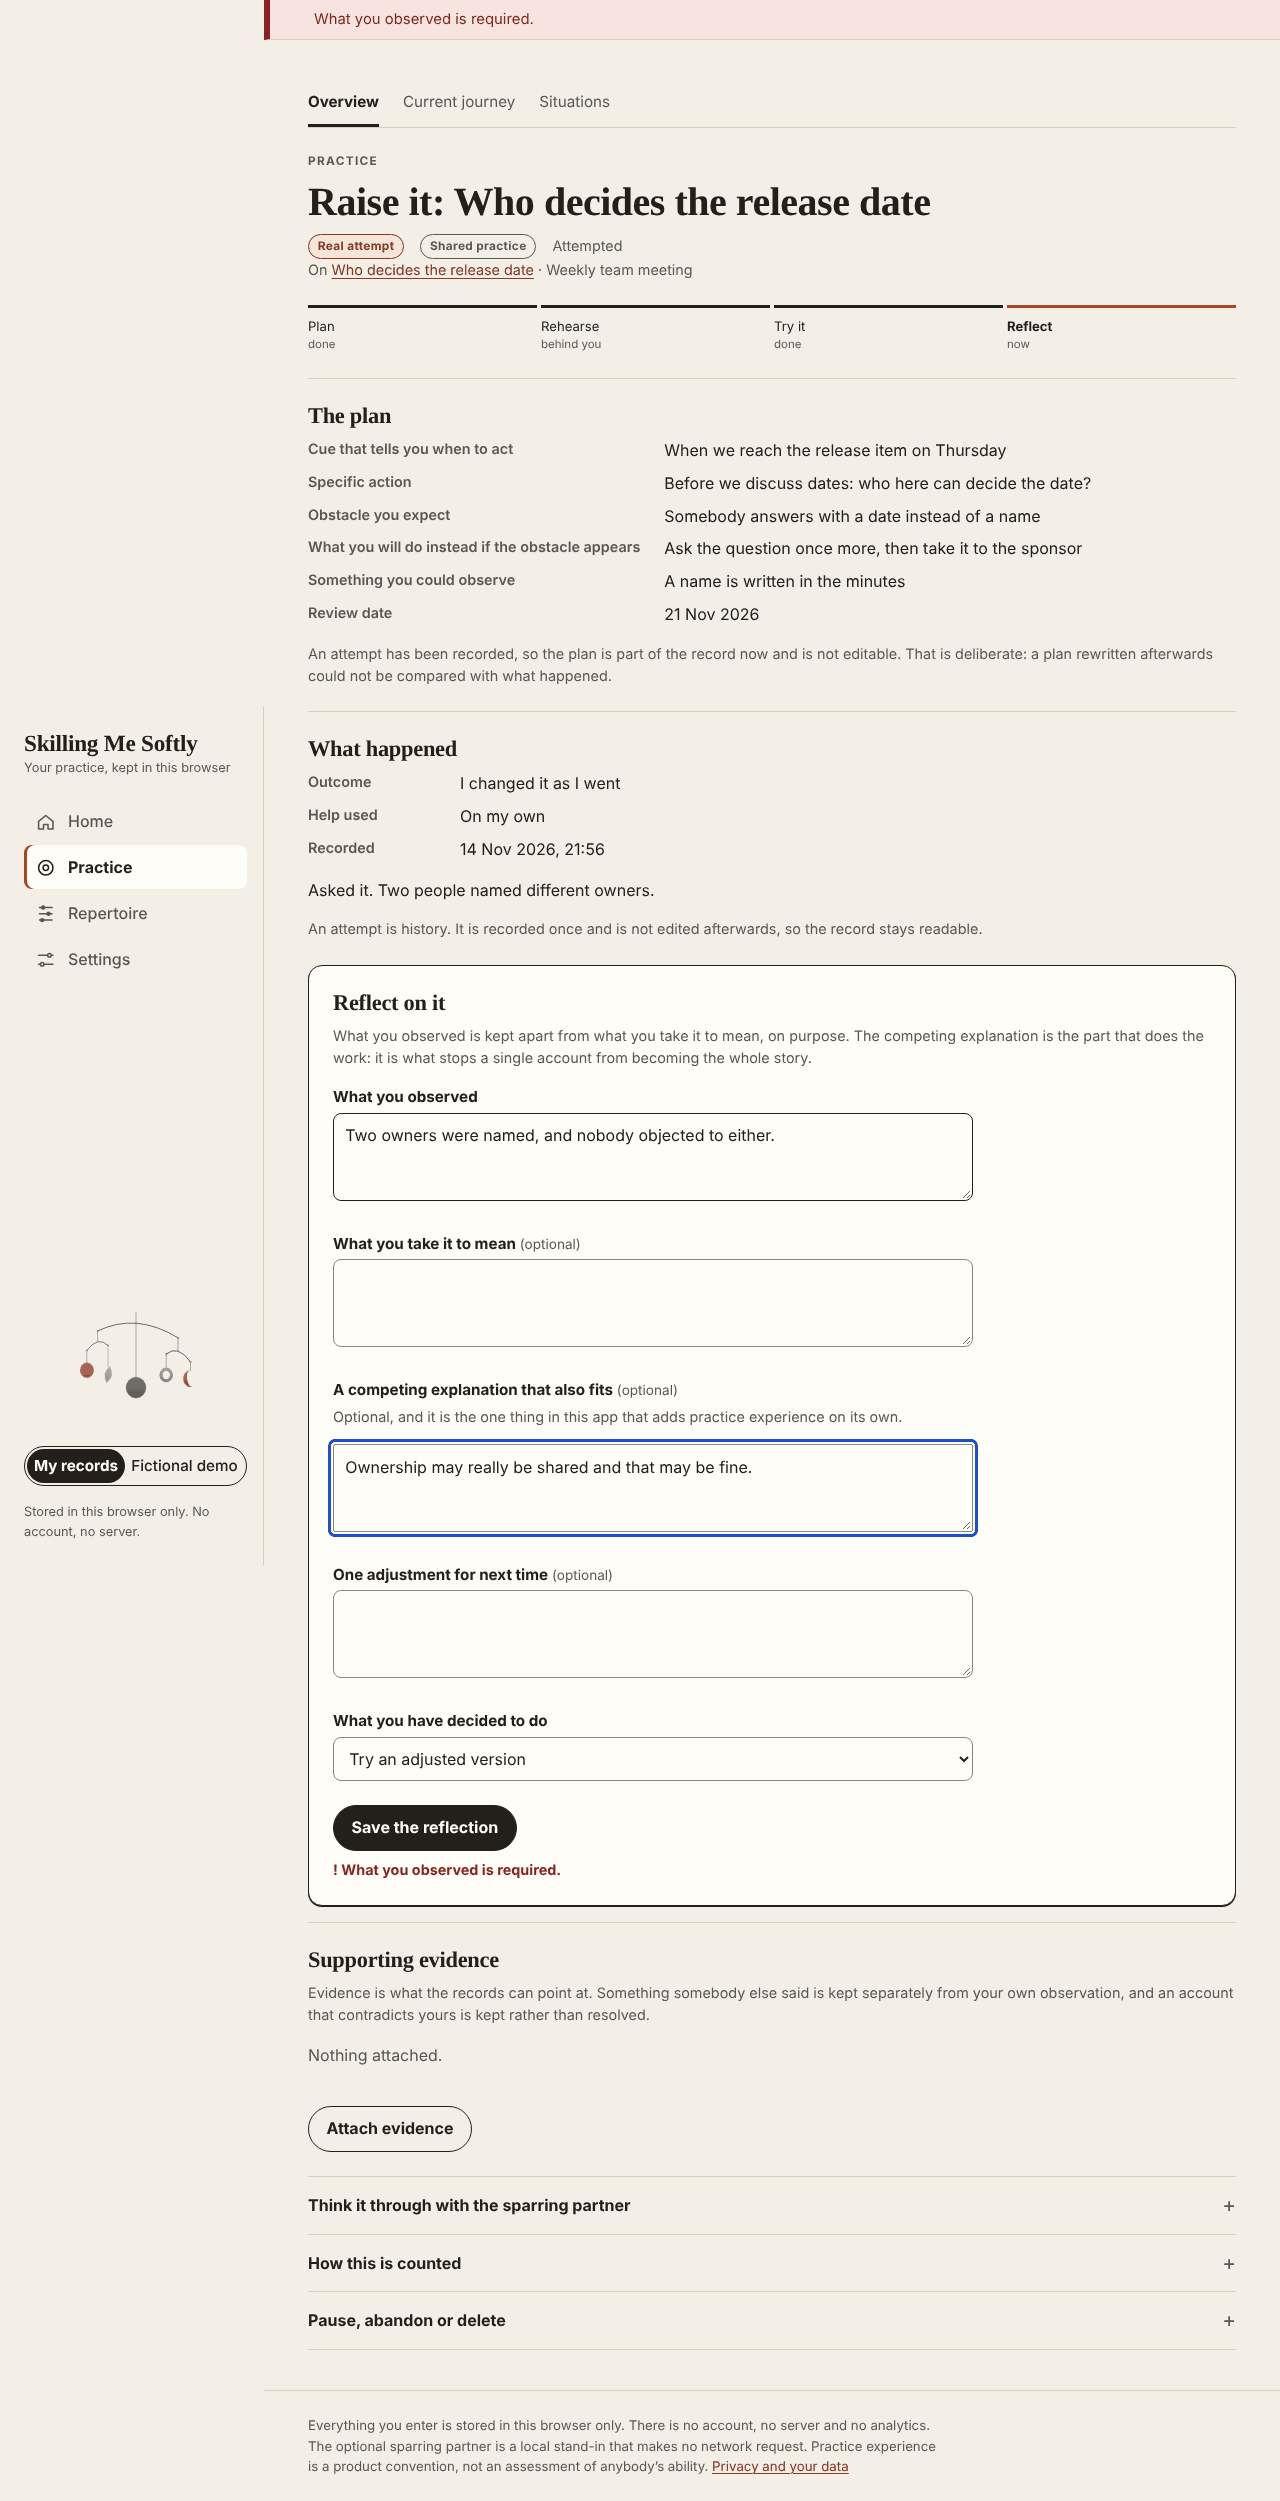 What you observed is required.
Overview Current journey Situations
PRACTICE
Raise it: Who decides the release date
Real attempt Shared practice Attempted
On Who decides the release date · Weekly team meeting
Plan
done
Rehearse
behind you
Try it
done
Reflect
now
The plan
Cue that tells you when to act When we reach the release item on Thursday
Specific action Before we discuss dates: who here can decide the date?
Obstacle you expect Somebody answers with a date instead of a name
What you will do instead if the obstacle appears Ask the question once more, then take it to the sponsor
Something you could observe A name is written in the minutes
Review date 21 Nov 2026
An attempt has been recorded, so the plan is part of the record now and is not editable. That is deliberate: a plan rewritten afterwards
could not be compared with what happened.
Skilling Me Softly
Your practice, kept in this browser
Home
Practice
Repertoire
Settings
My records Fictional demo
Stored in this browser only. No
account, no server.
What happened
Outcome I changed it as I went
Help used On my own
Recorded 14 Nov 2026, 21:56
Asked it. Two people named different owners.
An attempt is history. It is recorded once and is not edited afterwards, so the record stays readable.
Reflect on it
What you observed is kept apart from what you take it to mean, on purpose. The competing explanation is the part that does the
work: it is what stops a single account from becoming the whole story.
What you observed
Two owners were named, and nobody objected to either.
What you take it to mean (optional)
A competing explanation that also fits (optional)
Optional, and it is the one thing in this app that adds practice experience on its own.
Ownership may really be shared and that may be fine.
One adjustment for next time (optional)
What you have decided to do
Try an adjusted version
Save the reflection
! What you observed is required.
Supporting evidence
Evidence is what the records can point at. Something somebody else said is kept separately from your own observation, and an account
that contradicts yours is kept rather than resolved.
Nothing attached.
Attach evidence
Think it through with the sparring partner +
How this is counted +
Pause, abandon or delete +
Everything you enter is stored in this browser only. There is no account, no server and no analytics.
The optional sparring partner is a local stand-in that makes no network request. Practice experience
is a product convention, not an assessment of anybody’s ability. Privacy and your data